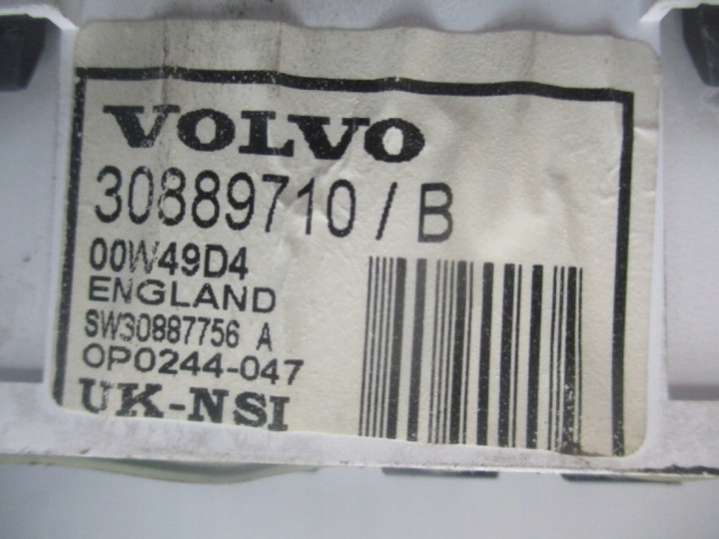 VOLVO
30889710 / B
00W49D4
ENGLAND
SW30887756 A
OP0244-047
UK-NSI